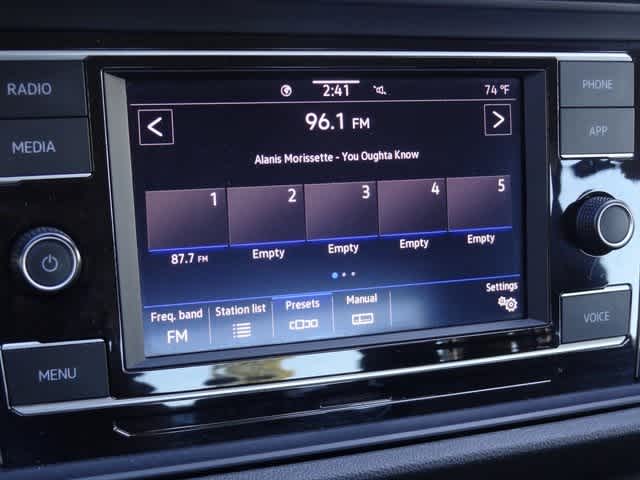 RADIO
MEDIA
MENU
2:41
74 °F
96.1 FM
Alanis Morissette - You Oughta Know
1 2 3 4 5
87.7 FM Empty Empty Empty Empty
Freq. band Station list Presets Manual Settings
FM
PHONE
APP
VOICE